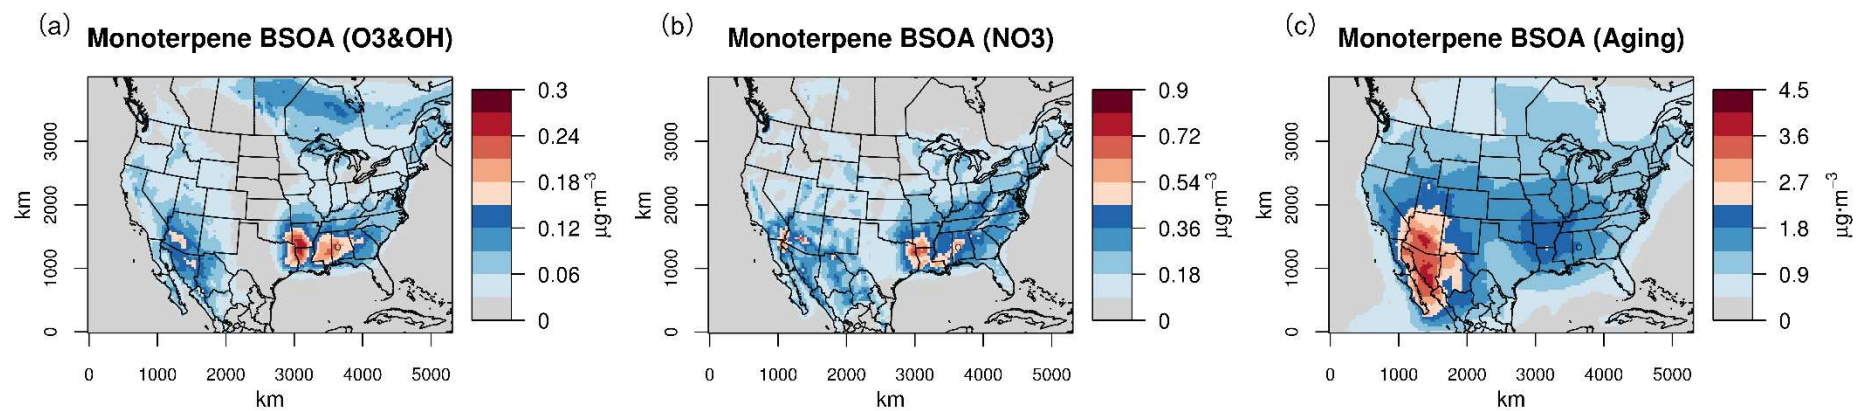 (a)
Monoterpene BSOA (O3&OH)
km
3000
2000
1000
0
0 1000 2000 3000 4000 5000
km
0.3
0.24
0.18
0.12
0.06
0
µg·m⁻³
(b)
Monoterpene BSOA (NO3)
km
3000
2000
1000
0
0 1000 2000 3000 4000 5000
km
0.9
0.72
0.54
0.36
0.18
0
µg·m⁻³
(c)
Monoterpene BSOA (Aging)
km
3000
2000
1000
0
0 1000 2000 3000 4000 5000
km
4.5
3.6
2.7
1.8
0.9
0
µg·m⁻³